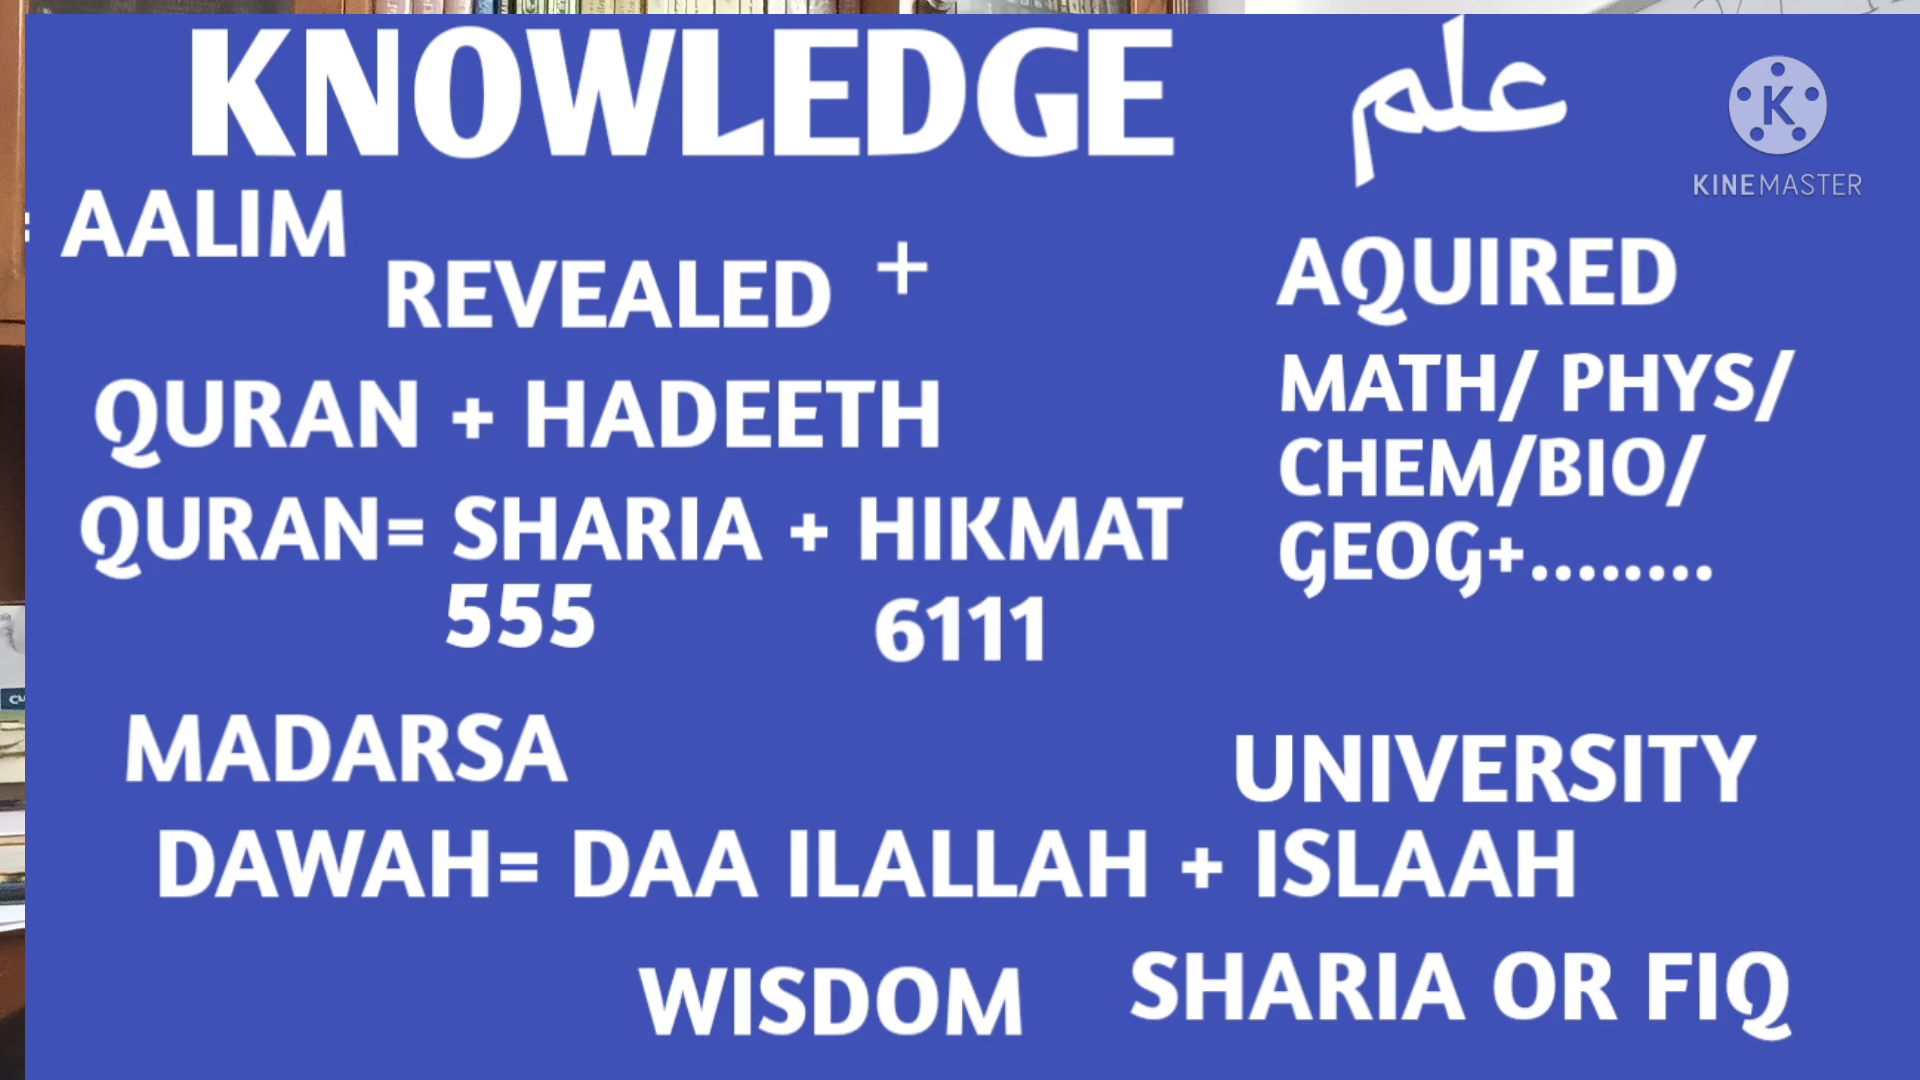 KNOWLEDGE علم
= AALIM
REVEALED + AQUIRED
QURAN + HADEETH
MATH/ PHYS/
CHEM/BIO/
GEOG+........
QURAN= SHARIA + HIKMAT
555 6111
MADARSA UNIVERSITY
DAWAH= DAA ILALLAH + ISLAAH
WISDOM SHARIA OR FIQ
K
KINEMASTER